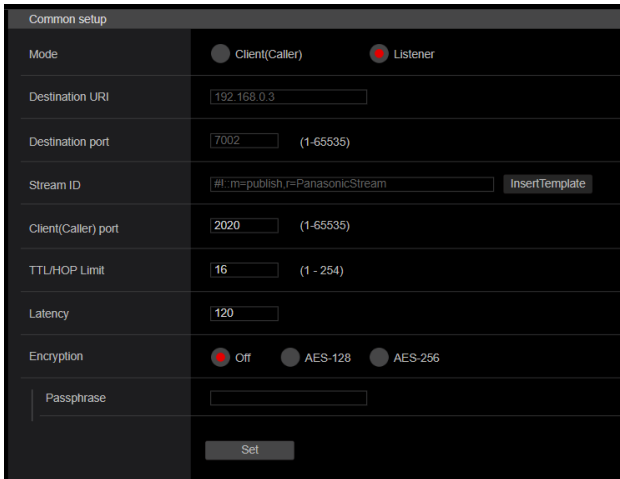 Common setup
Mode Client(Caller) Listener
Destination URI 192.168.0.3
Destination port 7002 (1-65535)
Stream ID #!::m=publish,r=PanasonicStream InsertTemplate
Client(Caller) port 2020 (1-65535)
TTL/HOP Limit 16 (1 - 254)
Latency 120
Encryption Off AES-128 AES-256
Passphrase
Set